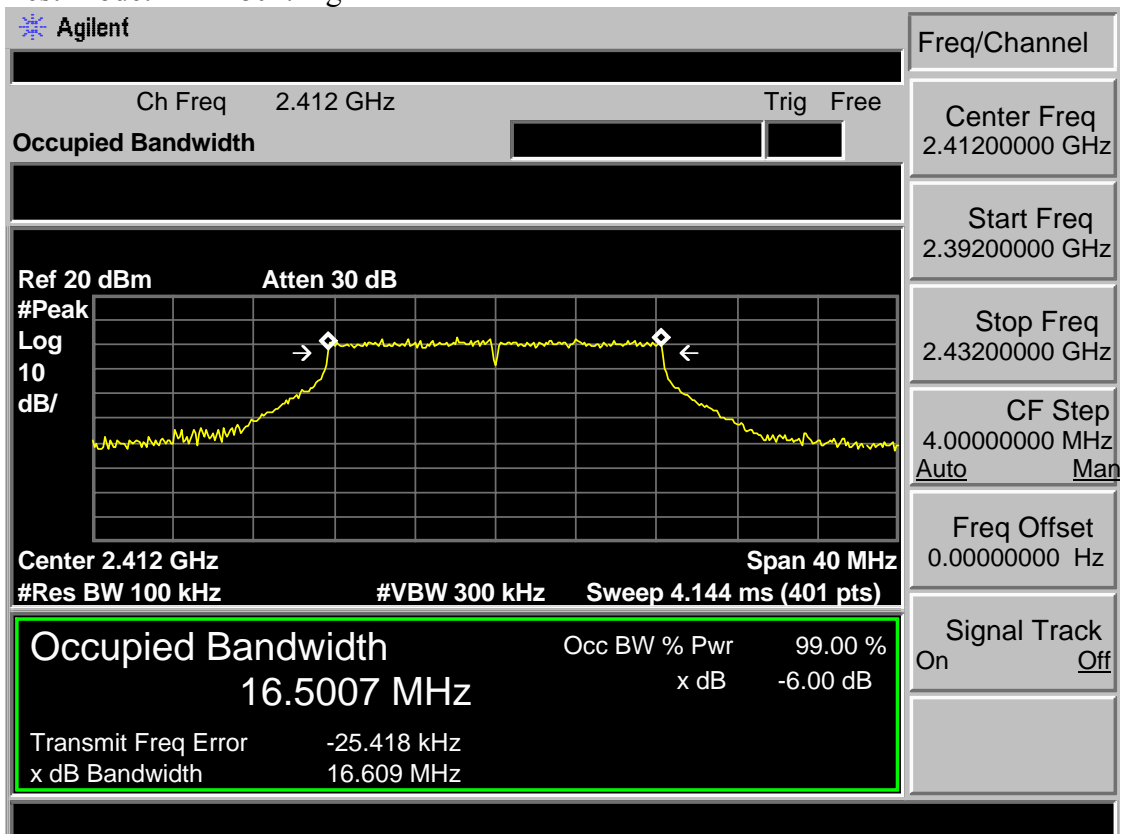 Agilent
Freq/Channel
Ch Freq 2.412 GHz Trig Free
Occupied Bandwidth
Center Freq
2.41200000 GHz
Start Freq
2.39200000 GHz
Stop Freq
2.43200000 GHz
CF Step
4.00000000 MHz
Auto Man
Freq Offset
0.00000000 Hz
Signal Track
On Off
Ref 20 dBm Atten 30 dB
#Peak
Log
10
dB/
Center 2.412 GHz Span 40 MHz
#Res BW 100 kHz #VBW 300 kHz Sweep 4.144 ms (401 pts)
Occupied Bandwidth Occ BW % Pwr 99.00 %
16.5007 MHz x dB -6.00 dB
Transmit Freq Error -25.418 kHz
x dB Bandwidth 16.609 MHz